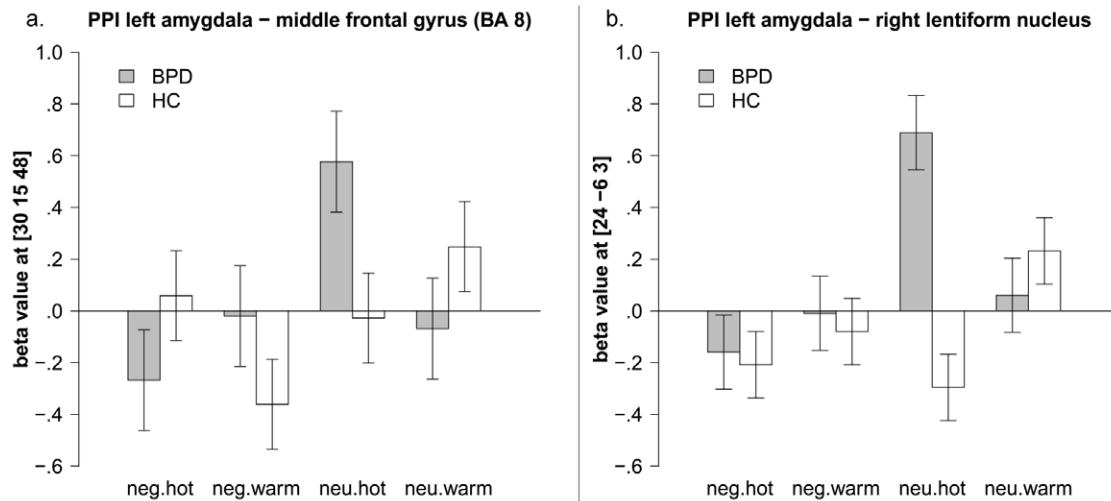 a. PPI left amygdala − middle frontal gyrus (BA 8)
BPD
HC
beta value at [30 15 48]
1.0
.8
.6
.4
.2
.0
−.2
−.4
−.6
neg.hot neg.warm neu.hot neu.warm
b. PPI left amygdala − right lentiform nucleus
BPD
HC
beta value at [24 −6 3]
1.0
.8
.6
.4
.2
.0
−.2
−.4
−.6
neg.hot neg.warm neu.hot neu.warm